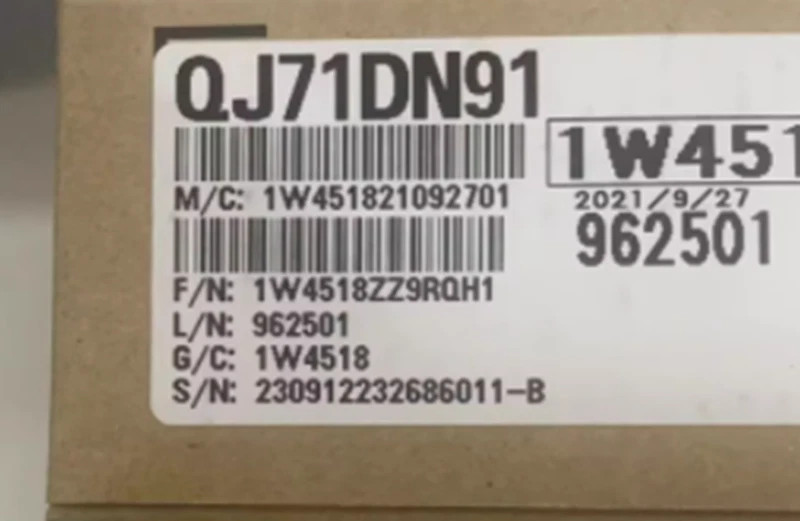 QJ71DN91
1W451
M/C: 1W451821092701
2021/9/27
962501
F/N: 1W4518ZZ9RQH1
L/N: 962501
G/C: 1W4518
S/N: 230912232686011-B